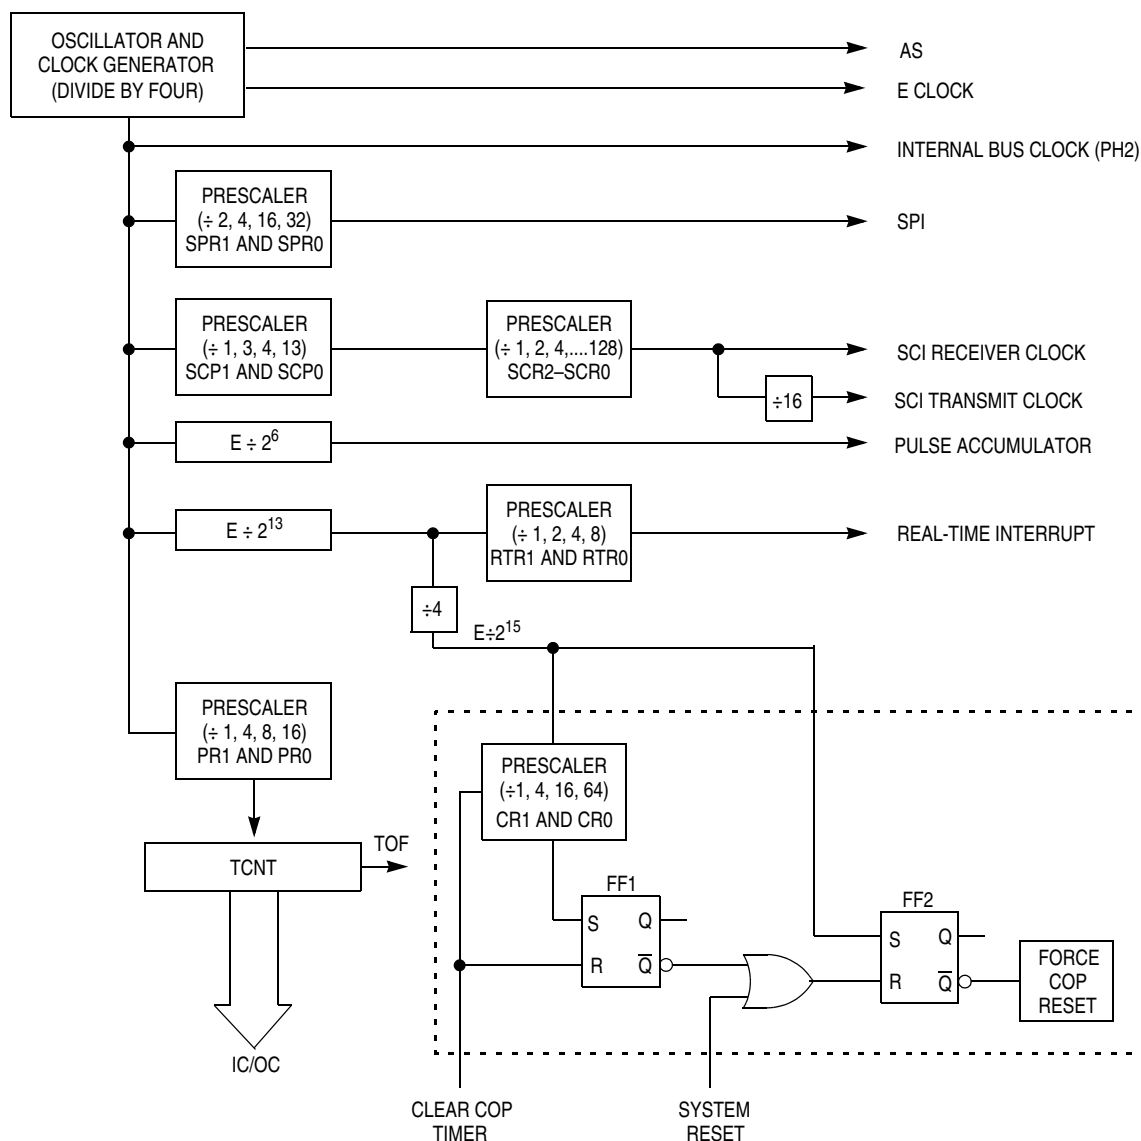 OSCILLATOR AND
CLOCK GENERATOR
(DIVIDE BY FOUR)
AS
E CLOCK
INTERNAL BUS CLOCK (PH2)
PRESCALER
(÷ 2, 4, 16, 32)
SPR1 AND SPR0
SPI
PRESCALER
(÷ 1, 3, 4, 13)
SCP1 AND SCP0
PRESCALER
(÷ 1, 2, 4,....128)
SCR2–SCR0
SCI RECEIVER CLOCK
÷16
SCI TRANSMIT CLOCK
E ÷ 2⁶
PULSE ACCUMULATOR
E ÷ 2¹³
PRESCALER
(÷ 1, 2, 4, 8)
RTR1 AND RTR0
REAL-TIME INTERRUPT
÷4
E÷2¹⁵
PRESCALER
(÷ 1, 4, 8, 16)
PR1 AND PR0
PRESCALER
(÷1, 4, 16, 64)
CR1 AND CR0
TCNT
TOF
IC/OC
FF1
S Q
R Q̅
FF2
S Q
R Q̅
FORCE
COP
RESET
CLEAR COP
TIMER
SYSTEM
RESET